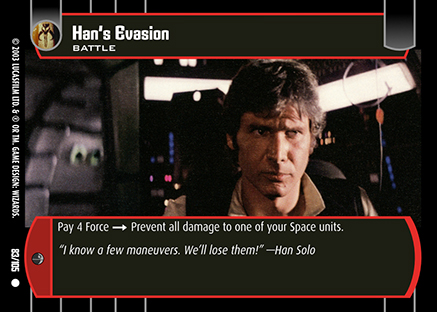 Han's Evasion
BATTLE
Pay 4 Force → Prevent all damage to one of your Space units.
"I know a few maneuvers. We'll lose them!" —Han Solo
© 2003 LUCASFILM LTD. & ® OR TM. GAME DESIGN: WIZARDS.
83/105